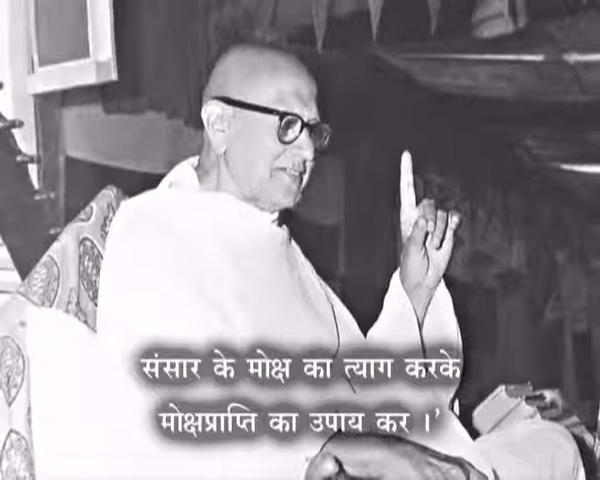 संसार के मोक्ष का त्याग करके
मोक्षप्राप्ति का उपाय कर ।’